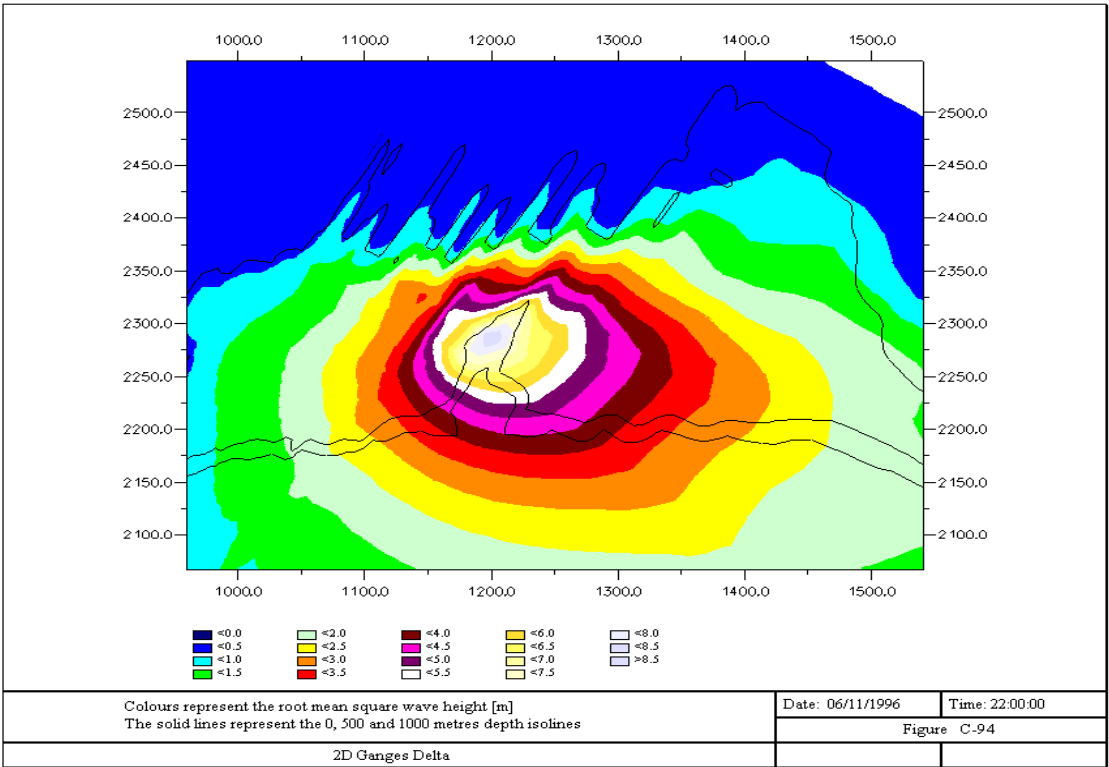 1000.0 1100.0 1200.0 1300.0 1400.0 1500.0
2500.0 2500.0
2450.0 2450.0
2400.0 2400.0
2350.0 2350.0
2300.0 2300.0
2250.0 2250.0
2200.0 2200.0
2150.0 2150.0
2100.0 2100.0
1000.0 1100.0 1200.0 1300.0 1400.0 1500.0
<0.0 <2.0 <4.0 <6.0 <8.0
<0.5 <2.5 <4.5 <6.5 <8.5
<1.0 <3.0 <5.0 <7.0 >8.5
<1.5 <3.5 <5.5 <7.5
Colours represent the root mean square wave height [m]
The solid lines represent the 0, 500 and 1000 metres depth isolines
Date: 06/11/1996 Time: 22:00:00
Figure C-94
2D Ganges Delta